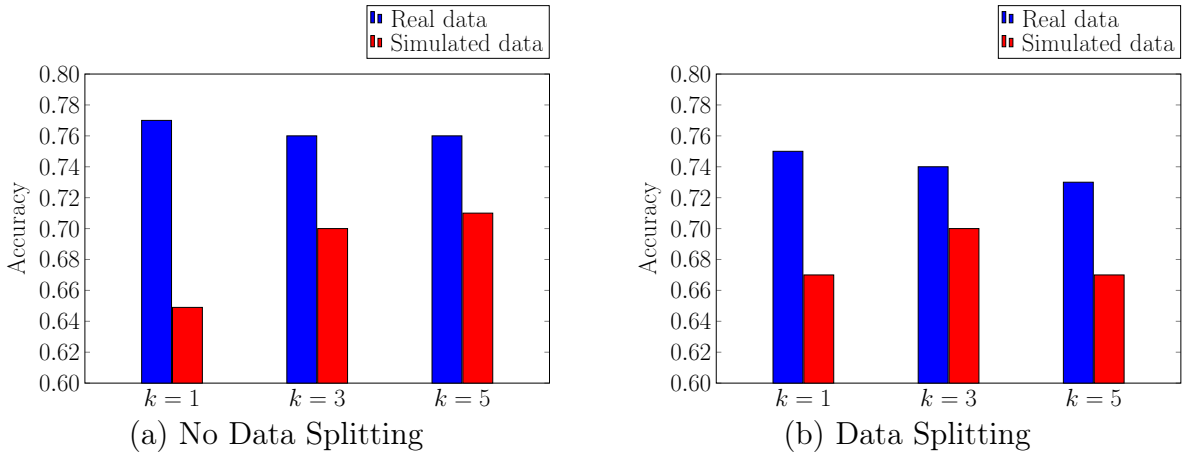 Real data
Simulated data
0.80
0.78
0.76
0.74
0.72
0.70
0.68
0.66
0.64
0.62
0.60
Accuracy
k = 1
k = 3
k = 5
(a) No Data Splitting
Real data
Simulated data
0.80
0.78
0.76
0.74
0.72
0.70
0.68
0.66
0.64
0.62
0.60
Accuracy
k = 1
k = 3
k = 5
(b) Data Splitting